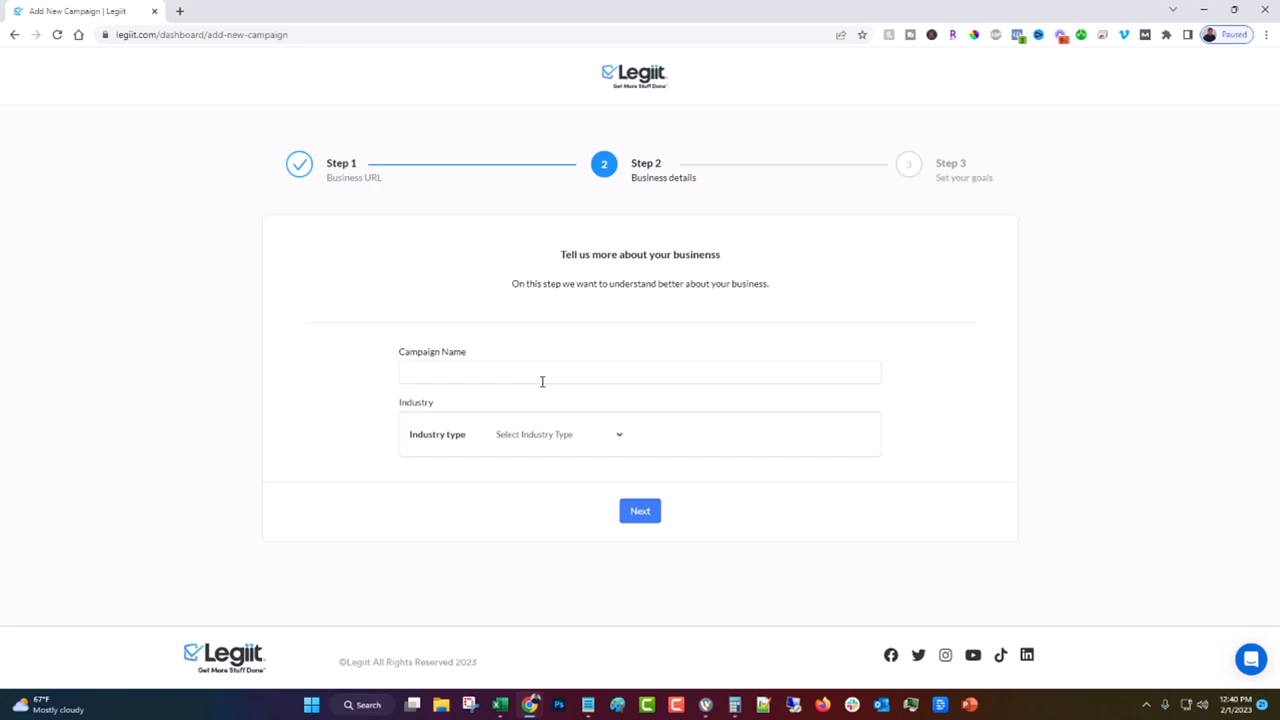 Add New Campaign | Legiit
legiit.com/dashboard/add-new-campaign
Paused
Legiit
Get More Stuff Done
Step 1
Business URL
2
Step 2
Business details
3
Step 3
Set your goals
Tell us more about your businenss
On this step we want to understand better about your business.
Campaign Name
Industry
Industry type
Select Industry Type
Next
Legiit
Get More Stuff Done
©Legiit All Rights Reserved 2023
67°F
Mostly cloudy
Search
12:40 PM
2/1/2023